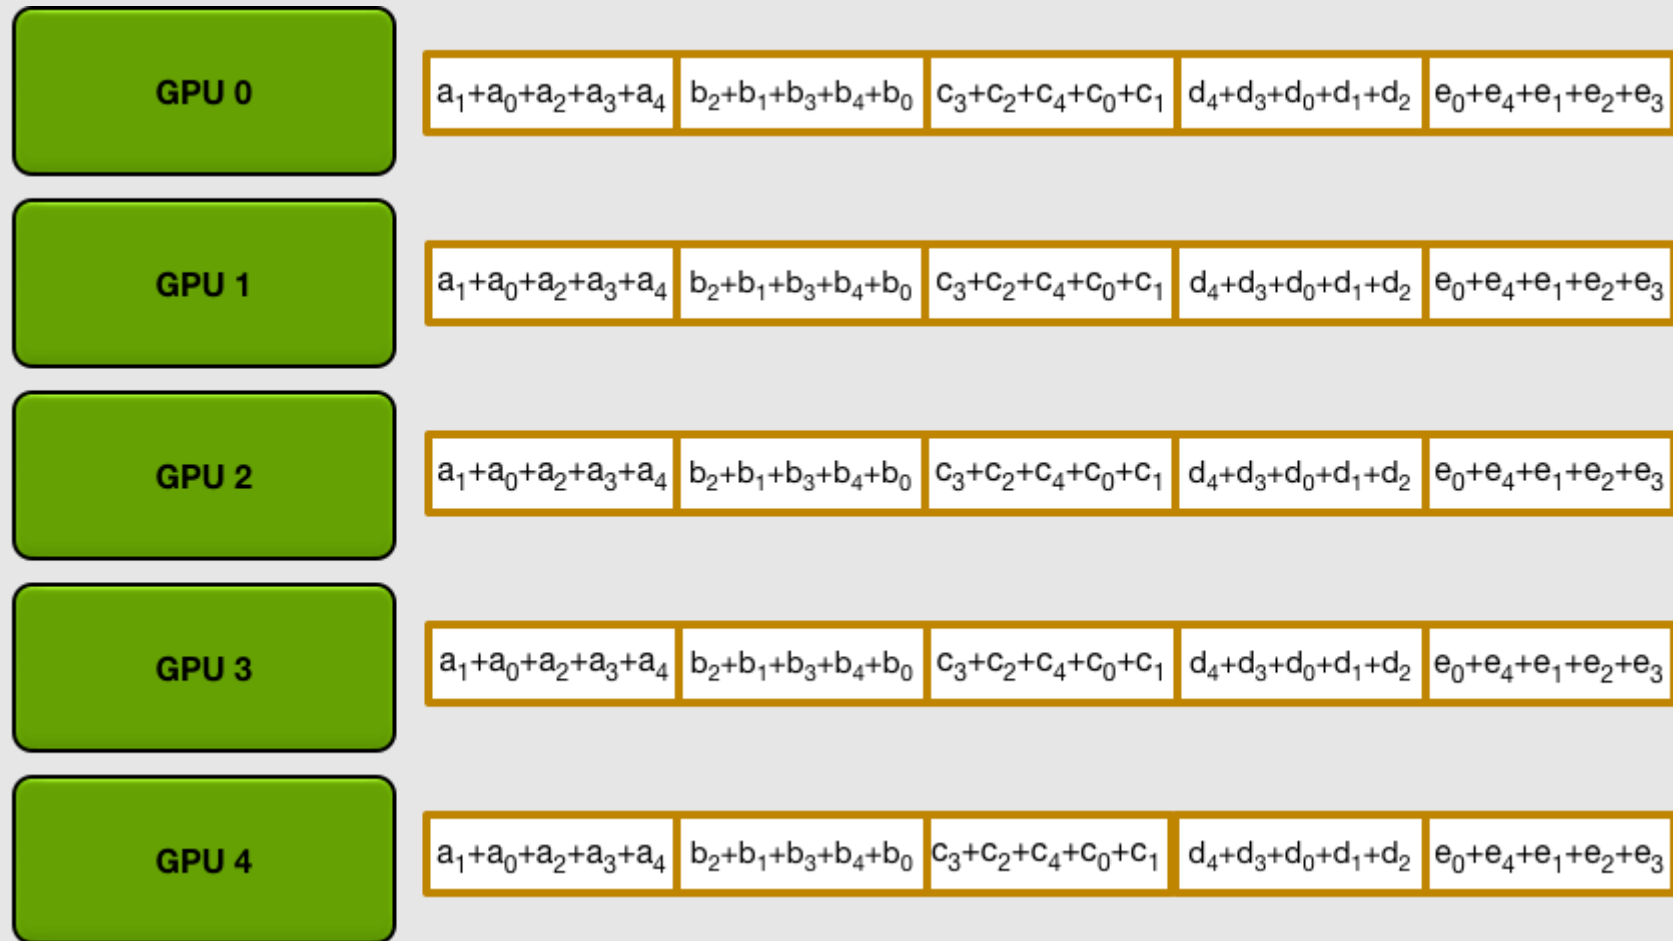 GPU 0 a₁+a₀+a₂+a₃+a₄ b₂+b₁+b₃+b₄+b₀ c₃+c₂+c₄+c₀+c₁ d₄+d₃+d₀+d₁+d₂ e₀+e₄+e₁+e₂+e₃
GPU 1 a₁+a₀+a₂+a₃+a₄ b₂+b₁+b₃+b₄+b₀ c₃+c₂+c₄+c₀+c₁ d₄+d₃+d₀+d₁+d₂ e₀+e₄+e₁+e₂+e₃
GPU 2 a₁+a₀+a₂+a₃+a₄ b₂+b₁+b₃+b₄+b₀ c₃+c₂+c₄+c₀+c₁ d₄+d₃+d₀+d₁+d₂ e₀+e₄+e₁+e₂+e₃
GPU 3 a₁+a₀+a₂+a₃+a₄ b₂+b₁+b₃+b₄+b₀ c₃+c₂+c₄+c₀+c₁ d₄+d₃+d₀+d₁+d₂ e₀+e₄+e₁+e₂+e₃
GPU 4 a₁+a₀+a₂+a₃+a₄ b₂+b₁+b₃+b₄+b₀ c₃+c₂+c₄+c₀+c₁ d₄+d₃+d₀+d₁+d₂ e₀+e₄+e₁+e₂+e₃